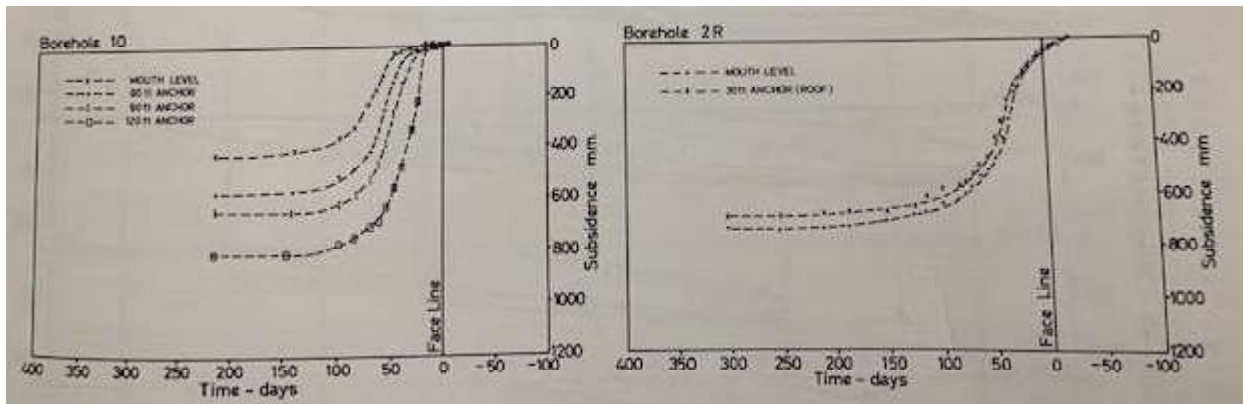 Borehole 10
MOUTH LEVEL
60 ft ANCHOR
90 ft ANCHOR
120 ft ANCHOR
0
200
400
600
800
1000
1200
Subsidence mm.
Face Line
400 350 300 250 200 150 100 50 0 -50 -100
Time - days
Borehole 2R
MOUTH LEVEL
30 ft ANCHOR (ROOF)
0
200
400
600
800
1000
1200
Subsidence mm
Face Line
400 350 300 250 200 150 100 50 0 -50 -100
Time - days